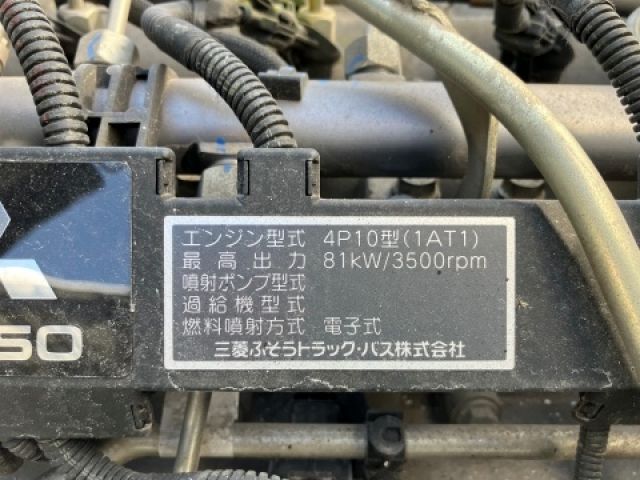 エンジン型式 4P10型(1AT1)
最高出力 81kW/3500rpm
噴射ポンプ型式
過給機型式
燃料噴射方式 電子式
三菱ふそうトラック・バス株式会社
50